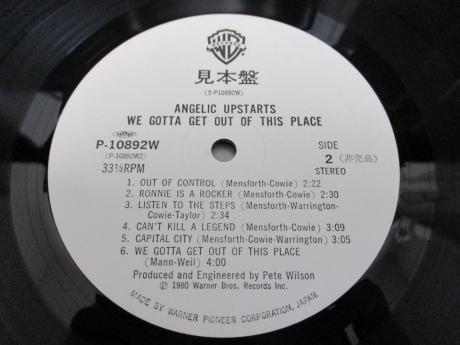 見本盤
(S-P10892W)
ANGELIC UPSTARTS
WE GOTTA GET OUT OF THIS PLACE
P-10892W
(P-10892W2)
33⅓RPM
SIDE
2 (非売品)
STEREO
1. OUT OF CONTROL (Mensforth-Cowie) 2:22
2. RONNIE IS A ROCKER (Mensforth-Cowie) 2:30
3. LISTEN TO THE STEPS (Mensforth-Warrington-
Cowie-Taylor) 2:34
4. CAN'T KILL A LEGEND (Mensforth-Cowie) 3:09
5. CAPITAL CITY (Mensforth-Cowie-Warrington) 3:05
6. WE GOTTA GET OUT OF THIS PLACE
(Mann-Weil) 4:00
Produced and Engineered by Pete Wilson
Ⓟ 1980 Warner Bros. Records Inc.
MADE BY WARNER PIONEER CORPORATION, JAPAN.